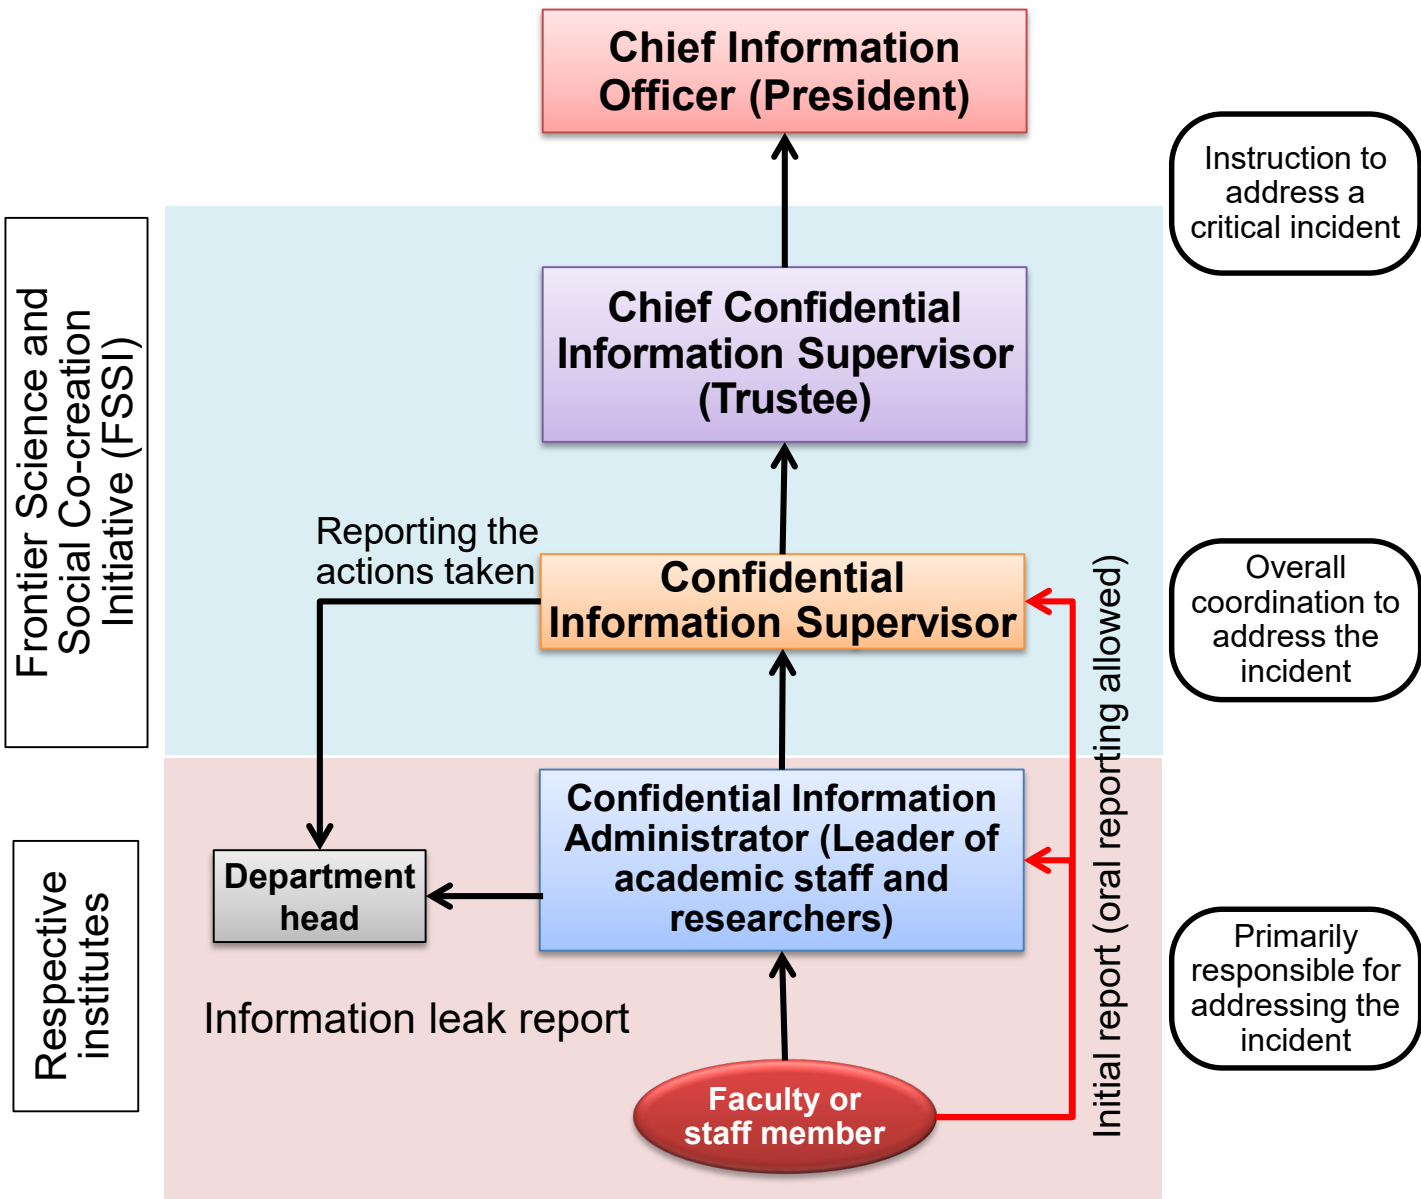 Chief Information
Officer (President)
Instruction to
address a
critical incident
Frontier Science and
Social Co-creation
Initiative (FSSI)
Chief Confidential
Information Supervisor
(Trustee)
Reporting the
actions taken
Confidential
Information Supervisor
Overall
coordination to
address the
incident
Initial report (oral reporting allowed)
Respective
institutes
Confidential Information
Administrator (Leader of
academic staff and
researchers)
Department
head
Primarily
responsible for
addressing the
incident
Information leak report
Faculty or
staff member